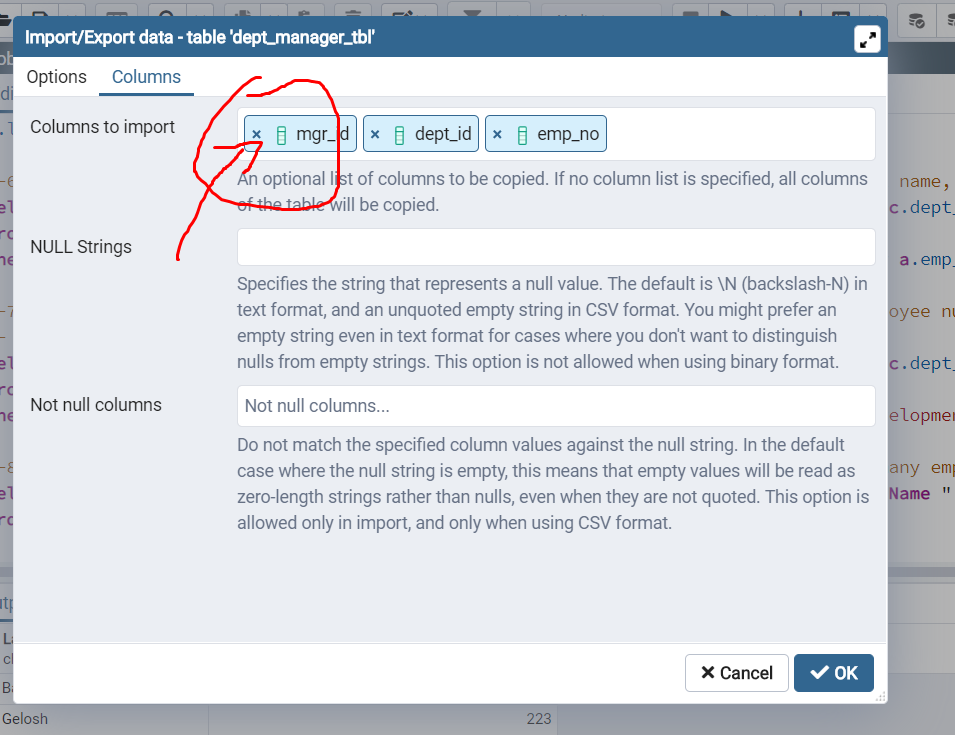 Import/Export data - table 'dept_manager_tbl'
Options Columns
Columns to import
mgr_id dept_id emp_no
An optional list of columns to be copied. If no column list is specified, all columns
of the table will be copied.
NULL Strings
Specifies the string that represents a null value. The default is \N (backslash-N) in
text format, and an unquoted empty string in CSV format. You might prefer an
empty string even in text format for cases where you don't want to distinguish
nulls from empty strings. This option is not allowed when using binary format.
Not null columns
Not null columns...
Do not match the specified column values against the null string. In the default
case where the null string is empty, this means that empty values will be read as
zero-length strings rather than nulls, even when they are not quoted. This option is
allowed only in import, and only when using CSV format.
Cancel OK
name,
c.dept_
a.emp_
c.dept_
any
Name "
Gelosh 223